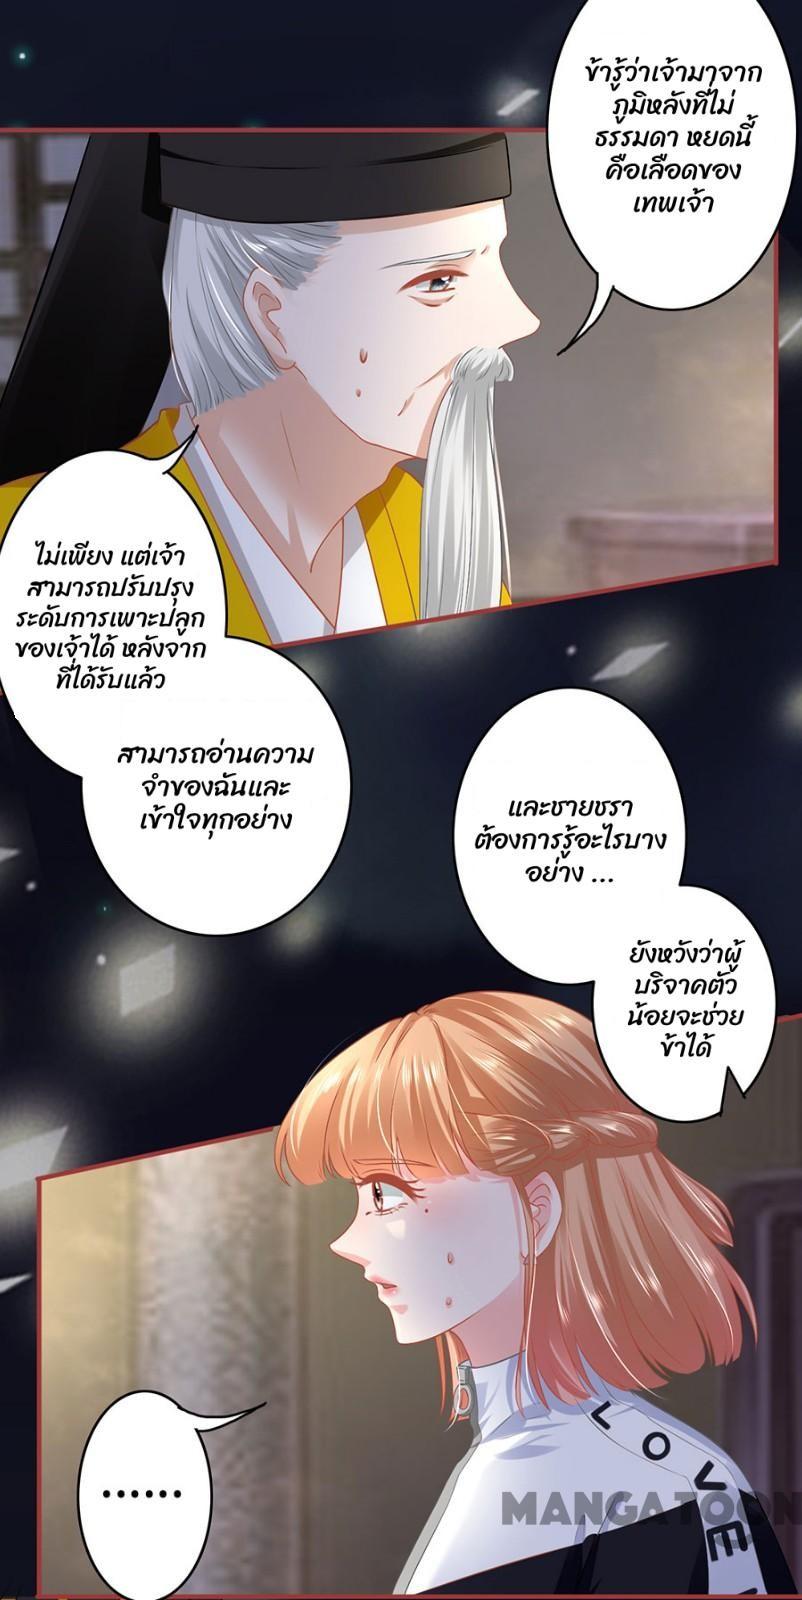 ข้ารู้ว่าเจ้ามาจาก
ภูมิหลังที่ไม่
ธรรมดา หยดนี้
คือเลือดของ
เทพเจ้า
ไม่เพียง แต่เจ้า
สามารถปรับปรุง
ระดับการเพาะปลูก
ของเจ้าได้ หลังจาก
ที่ได้รับแล้ว
สามารถอ่านความ
จำของฉันและ
เข้าใจทุกอย่าง
และชายชรา
ต้องการรู้อะไรบาง
อย่าง ...
ยังหวังว่าผู้
บริจาคตัว
น้อยจะช่วย
ข้าได้
......
LOVE
MANGATOON